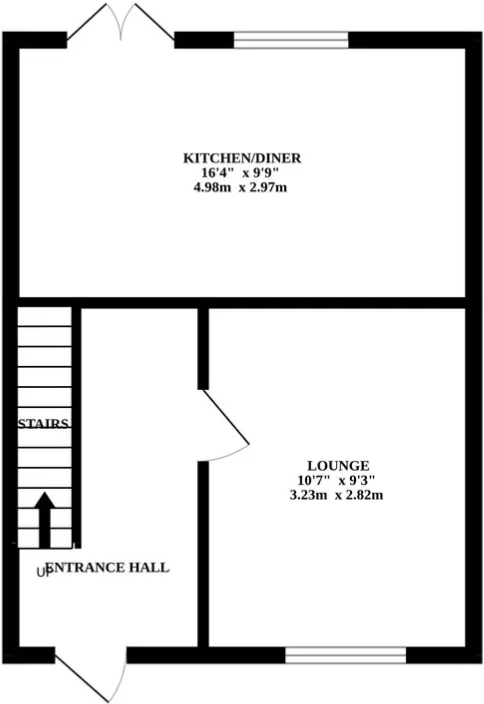 KITCHEN/DINER
16'4" x 9'9"
4.98m x 2.97m
STAIRS
LOUNGE
10'7" x 9'3"
3.23m x 2.82m
UP
ENTRANCE HALL